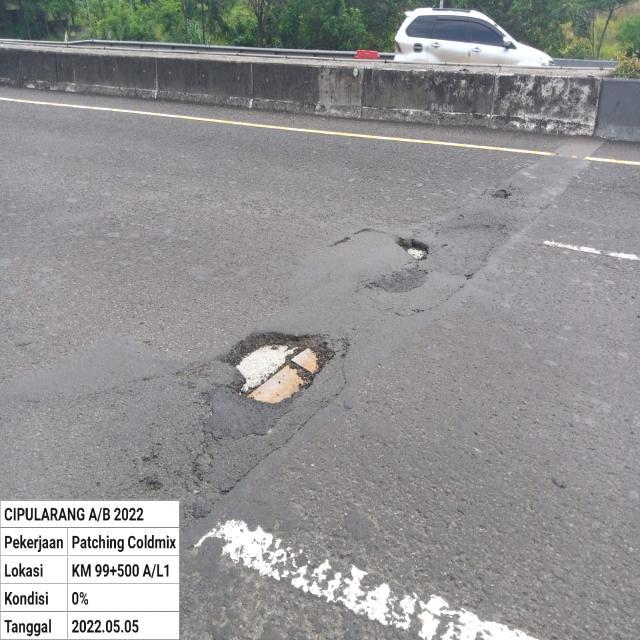 CIPULARANG A/B 2022
Pekerjaan Patching Coldmix
Lokasi KM 99+500 A/L1
Kondisi 0%
Tanggal 2022.05.05